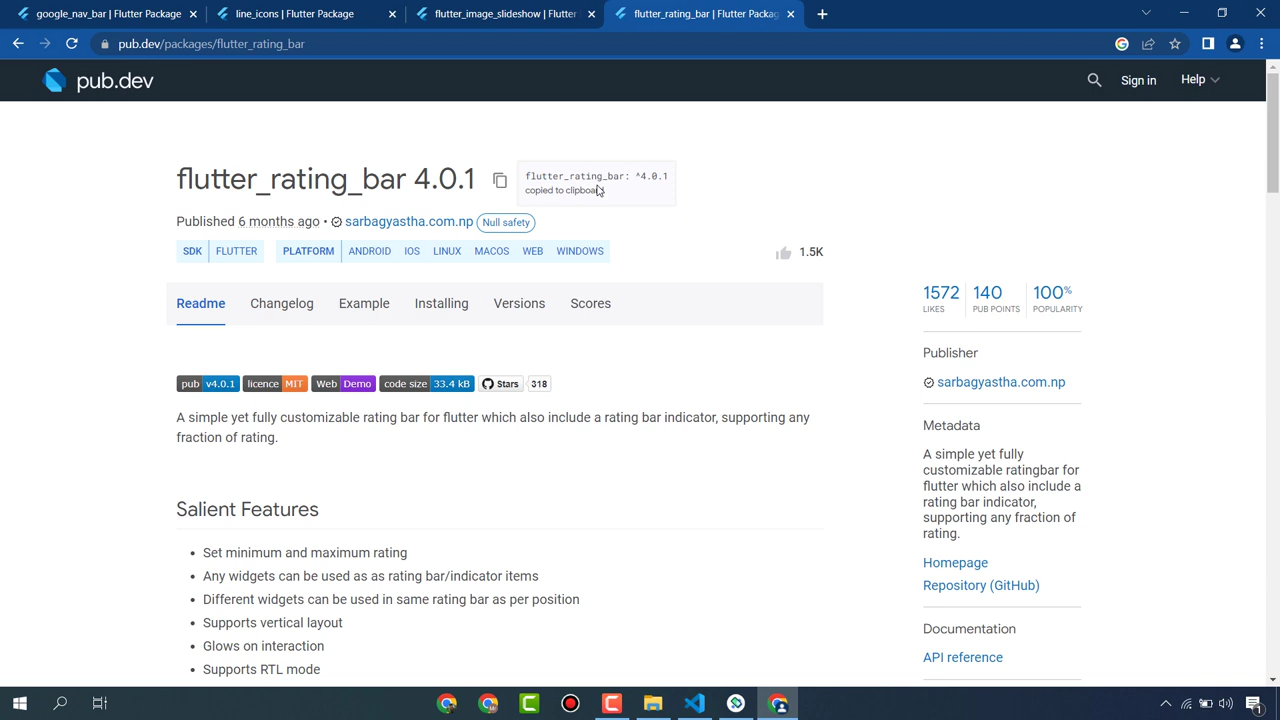 google_nav_bar | Flutter Package
line_icons | Flutter Package
flutter_image_slideshow | Flutter
flutter_rating_bar | Flutter Packag
pub.dev/packages/flutter_rating_bar
pub.dev
Sign in
Help
flutter_rating_bar 4.0.1
flutter_rating_bar: ^4.0.1
copied to clipboard.
Published 6 months ago • sarbagyastha.com.np Null safety
SDK FLUTTER PLATFORM ANDROID IOS LINUX MACOS WEB WINDOWS
1.5K
Readme Changelog Example Installing Versions Scores
pub v4.0.1 licence MIT Web Demo code size 33.4 kB Stars 318
A simple yet fully customizable rating bar for flutter which also include a rating bar indicator, supporting any
fraction of rating.
Salient Features
• Set minimum and maximum rating
• Any widgets can be used as as rating bar/indicator items
• Different widgets can be used in same rating bar as per position
• Supports vertical layout
• Glows on interaction
• Supports RTL mode
1572 140 100%
LIKES PUB POINTS POPULARITY
Publisher
sarbagyastha.com.np
Metadata
A simple yet fully
customizable ratingbar for
flutter which also include a
rating bar indicator,
supporting any fraction of
rating.
Homepage
Repository (GitHub)
Documentation
API reference